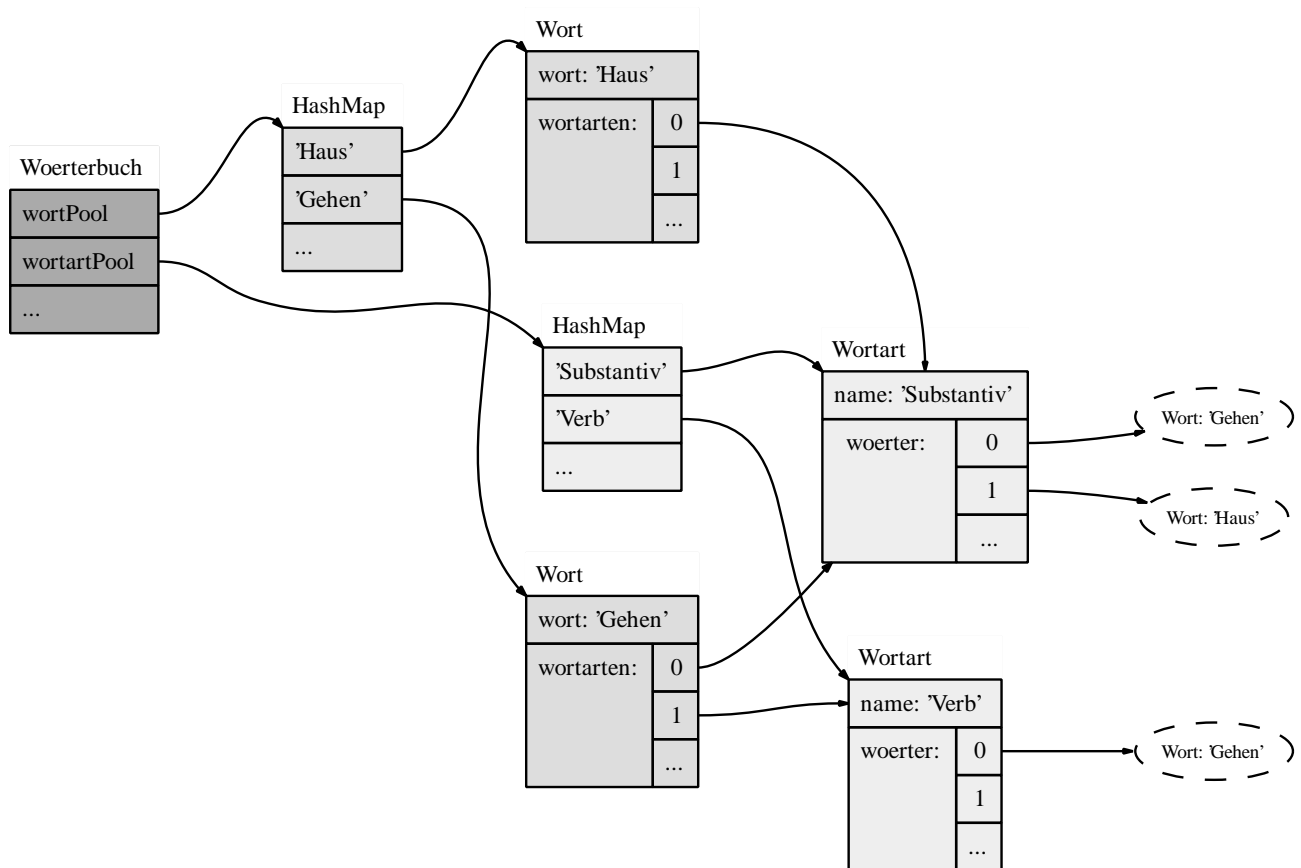 Woerterbuch
wortPool
wortartPool
...
HashMap
’Haus’
’Gehen’
...
Wort
wort: ’Haus’
wortarten: 0
1
...
HashMap
’Substantiv’
’Verb’
...
Wort
wort: ’Gehen’
wortarten: 0
1
...
Wortart
name: ’Substantiv’
woerter: 0
1
...
Wortart
name: ’Verb’
woerter: 0
1
...
Wort: ’Gehen’
Wort: ’Haus’
Wort: ’Gehen’